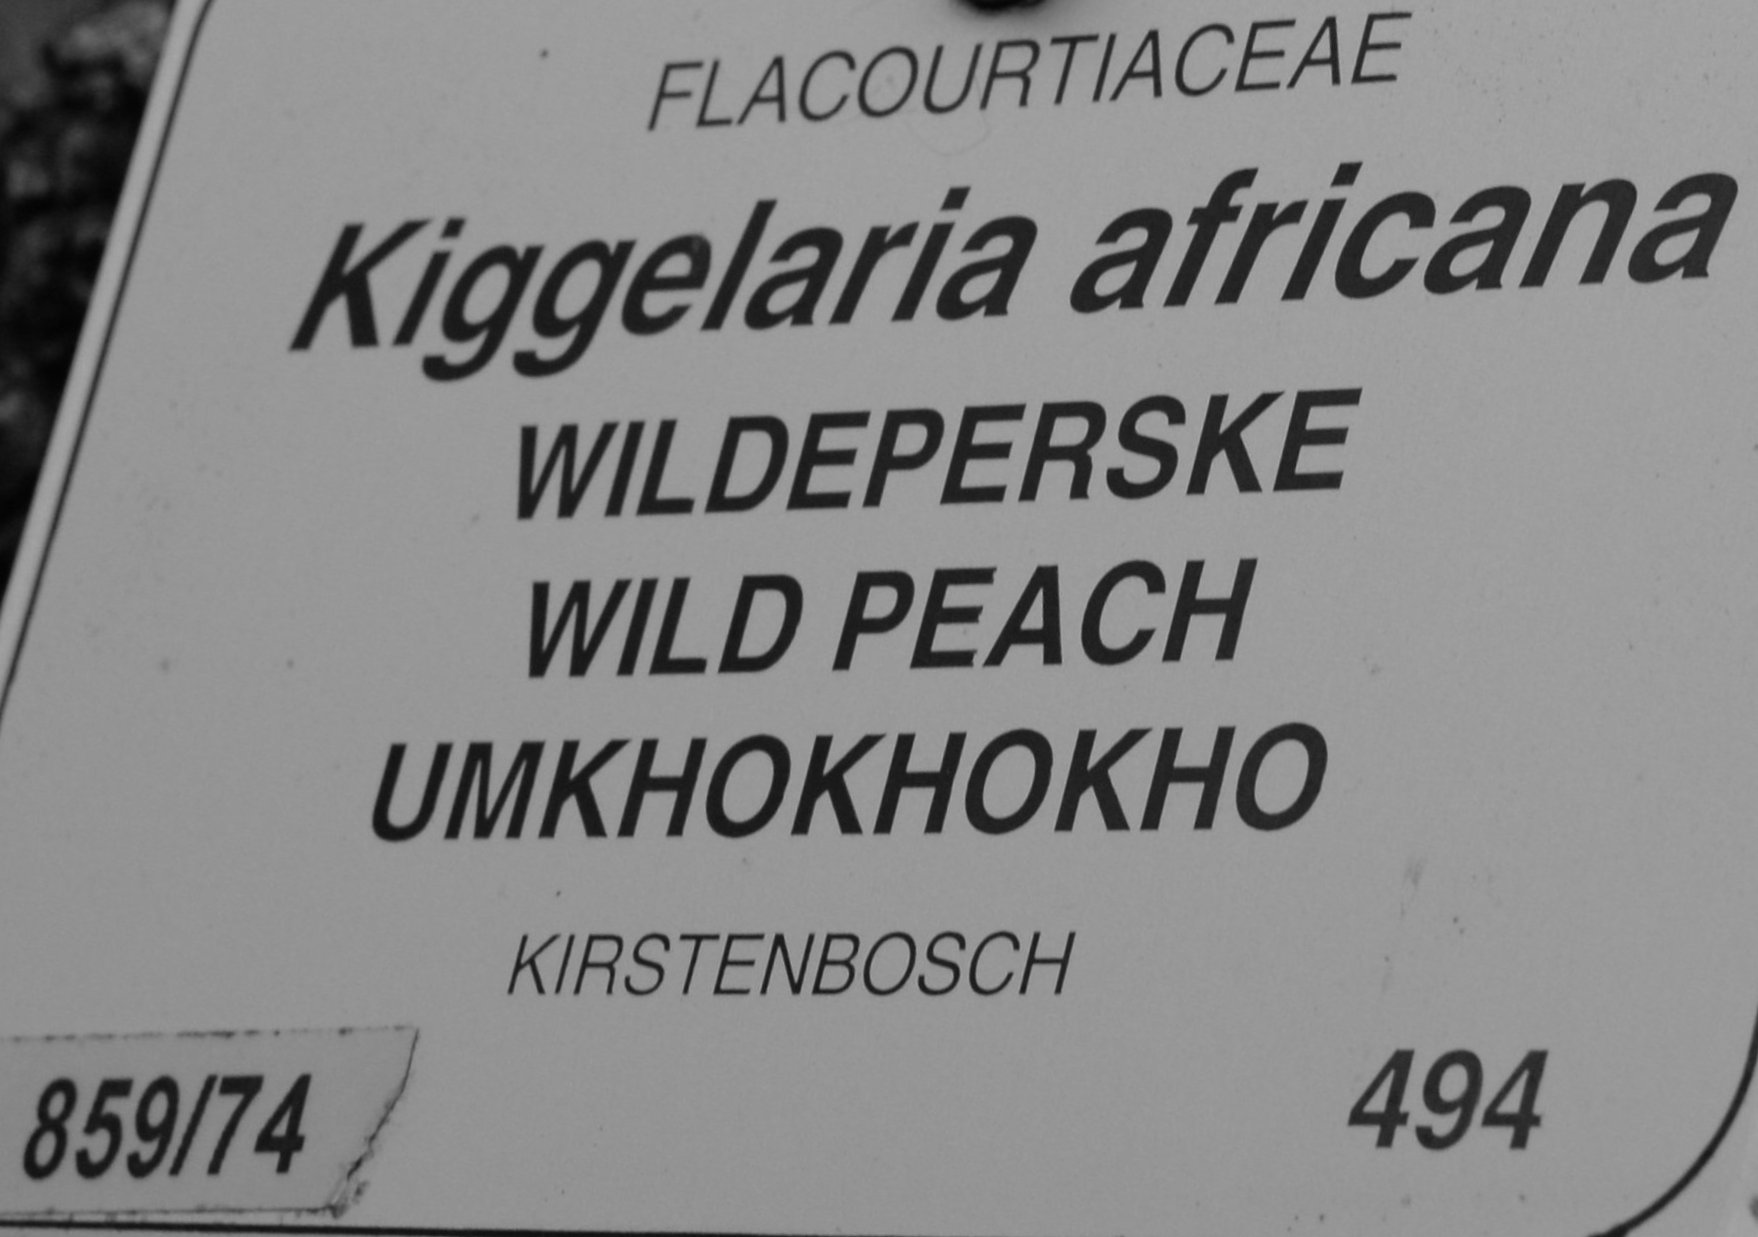 FLACOURTIACEAE
Kiggelaria africana
WILDEPERSKE
WILD PEACH
UMKHOKHOKHO
KIRSTENBOSCH
859/74
494